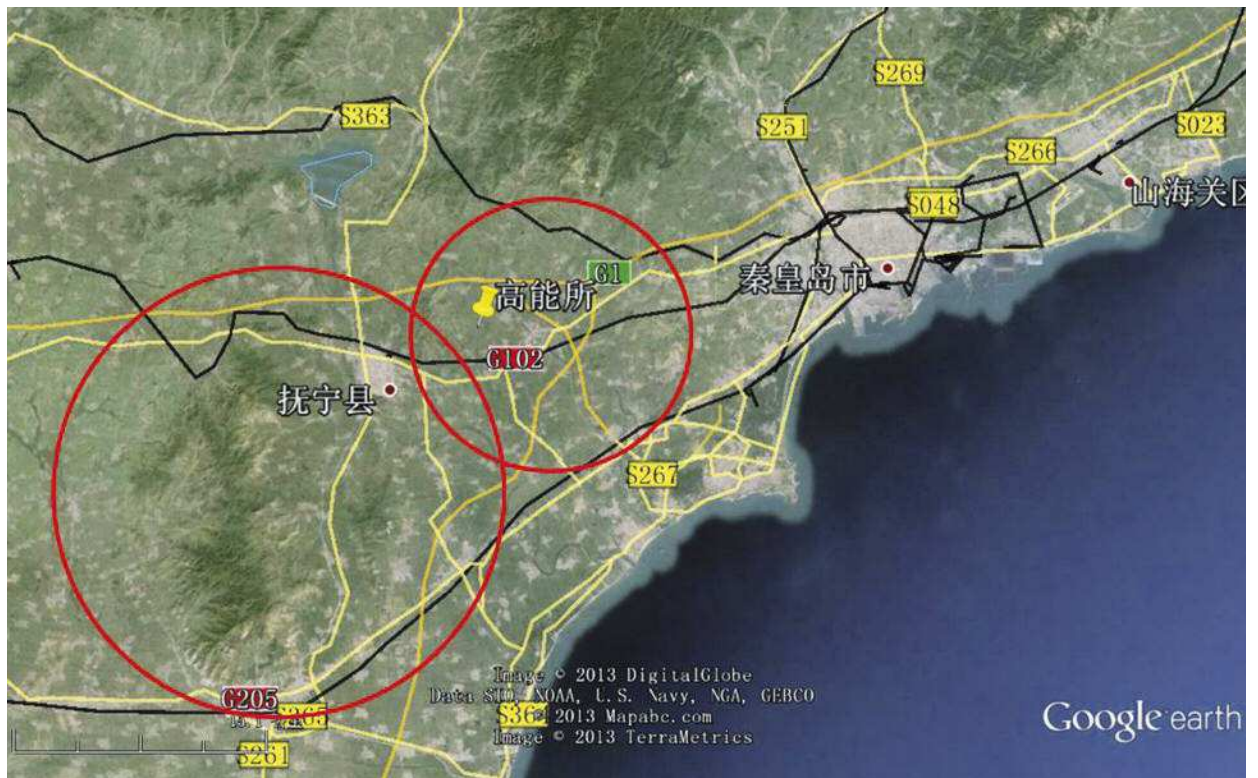 S269
S363
S251
S023
S266
山海关区
S048
G1
秦皇岛市
高能所
G102
抚宁县
S267
Image © 2013 DigitalGlobe
Data SIO, NOAA, U.S. Navy, NGA, GEBCO
G205
© 2013 Mapabc.com
Google earth
Image © 2013 TerraMetrics
S261